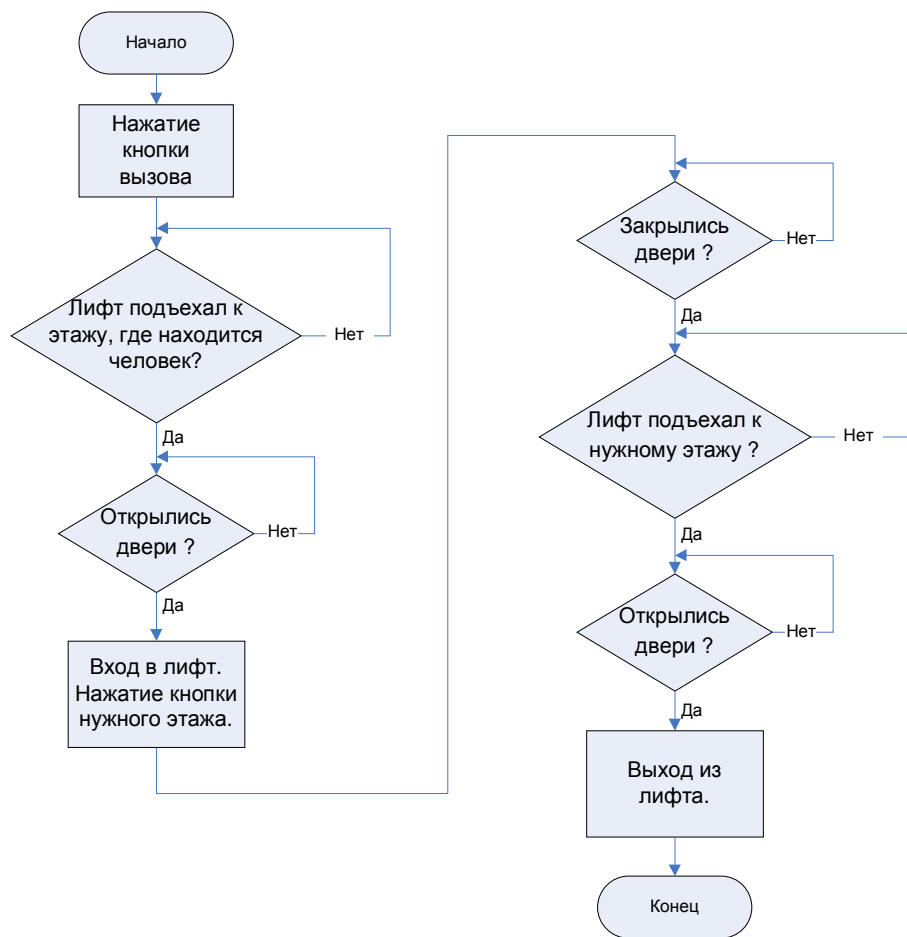 Начало
Нажатие
кнопки
вызова
Лифт подъехал к
этажу, где находится
человек?
Нет
Да
Открылись
двери ?
Нет
Да
Вход в лифт.
Нажатие кнопки
нужного этажа.
Закрылись
двери ?
Нет
Да
Лифт подъехал к
нужному этажу ?
Нет
Да
Открылись
двери ?
Нет
Да
Выход из
лифта.
Конец